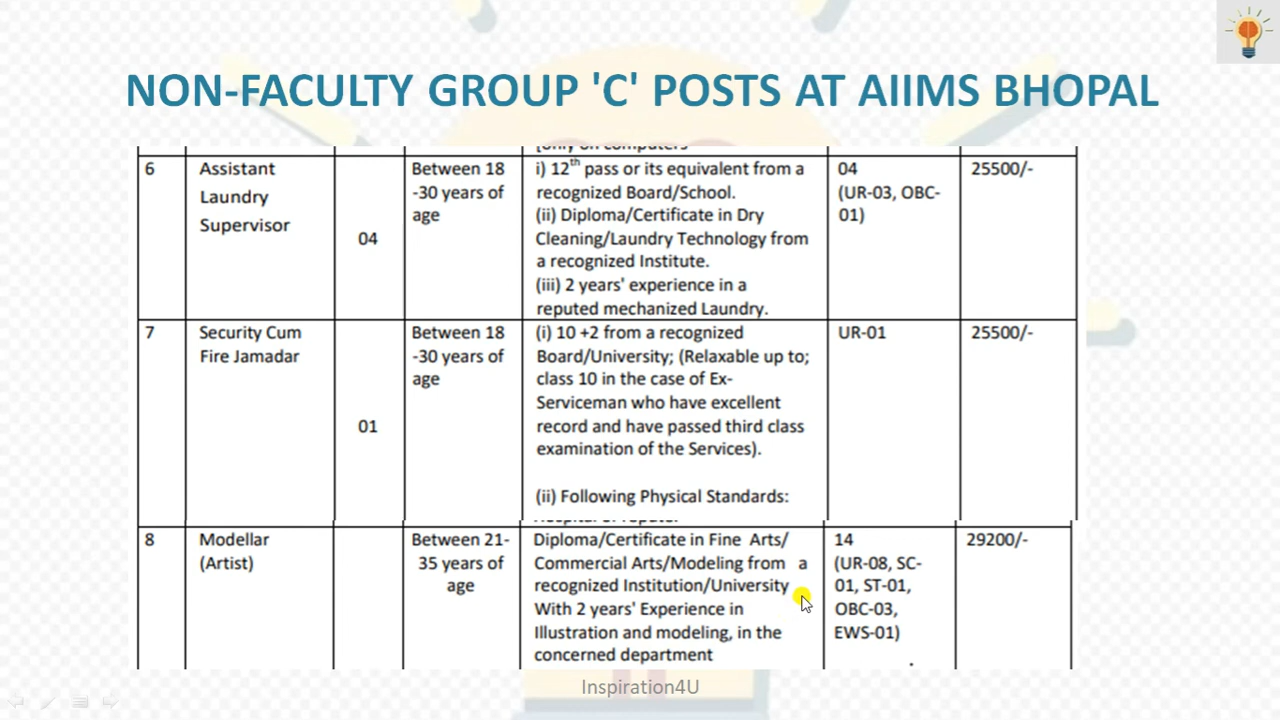 NON-FACULTY GROUP 'C' POSTS AT AIIMS BHOPAL
6
Assistant
Laundry
Supervisor
04
Between 18
-30 years of
age
i) 12th pass or its equivalent from a
recognized Board/School.
(ii) Diploma/Certificate in Dry
Cleaning/Laundry Technology from
a recognized Institute.
(iii) 2 years' experience in a
reputed mechanized Laundry.
04
(UR-03, OBC-
01)
25500/-
7
Security Cum
Fire Jamadar
01
Between 18
-30 years of
age
(i) 10 +2 from a recognized
Board/University; (Relaxable up to;
class 10 in the case of Ex-
Serviceman who have excellent
record and have passed third class
examination of the Services).
(ii) Following Physical Standards:
UR-01
25500/-
8
Modellar
(Artist)
Between 21-
35 years of
age
Diploma/Certificate in Fine Arts/
Commercial Arts/Modeling from a
recognized Institution/University
With 2 years' Experience in
Illustration and modeling, in the
concerned department
14
(UR-08, SC-
01, ST-01,
OBC-03,
EWS-01)
29200/-
Inspiration4U